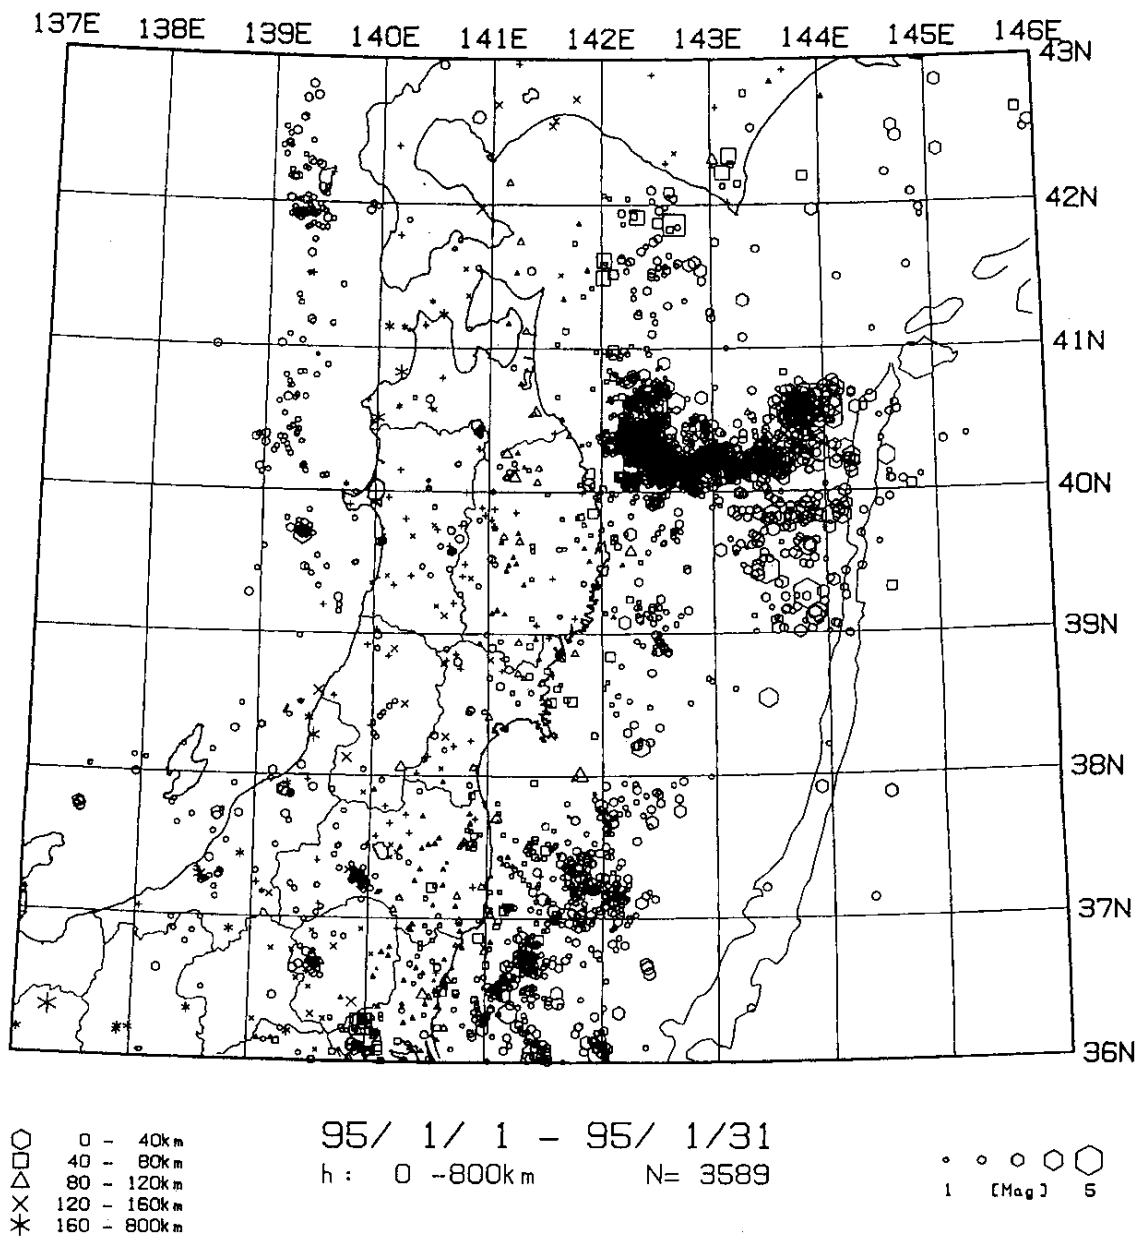 137E 138E 139E 140E 141E 142E 143E 144E 145E 146E
43N
42N
41N
40N
39N
38N
37N
36N
95/ 1/ 1 - 95/ 1/31
h: 0 -800km N= 3589
0 - 40km
40 - 80km
80 - 120km
120 - 160km
160 - 800km
1 [Mag] 5